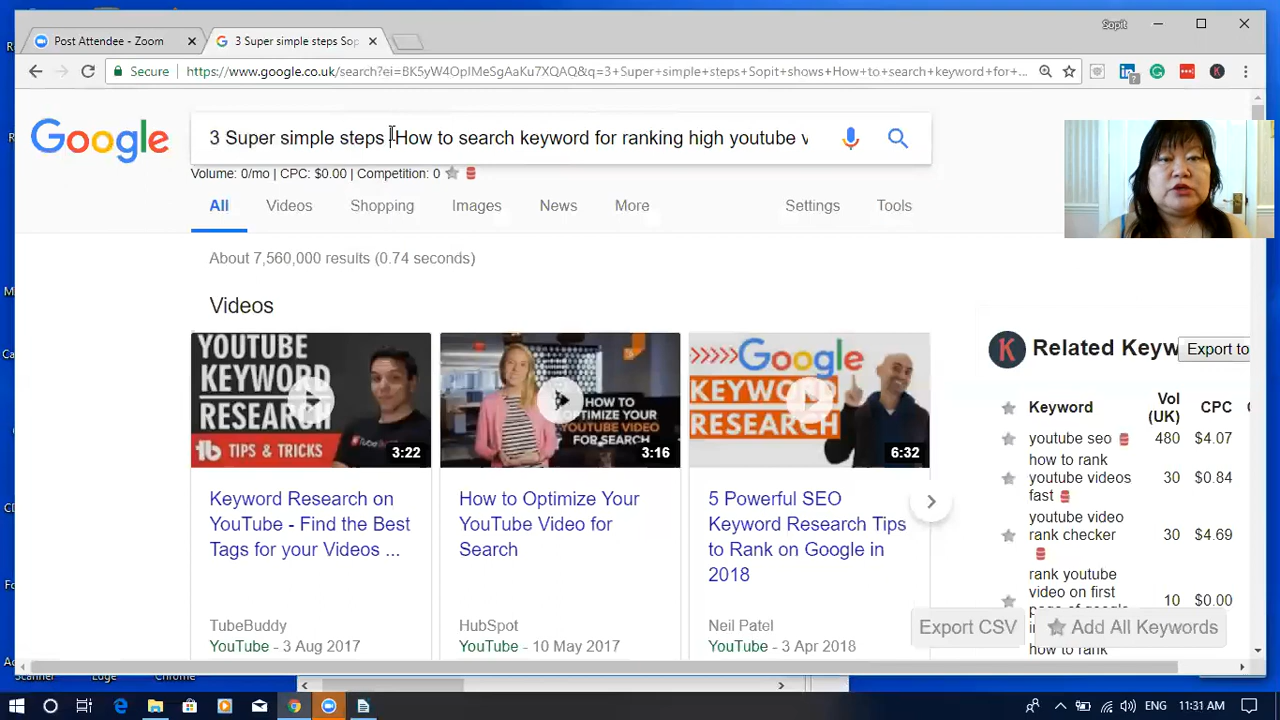 Sopit
Post Attendee - Zoom
3 Super simple steps Sop
Secure
https://www.google.co.uk/search?ei=BK5yW4OpIMeSgAaKu7XQAQ&q=3+Super+simple+steps+Sopit+shows+How+to+search+keyword+for+...
Google
3 Super simple steps How to search keyword for ranking high youtube v
Volume: 0/mo | CPC: $0.00 | Competition: 0
All
Videos
Shopping
Images
News
More
Settings
Tools
About 7,560,000 results (0.74 seconds)
Videos
YOUTUBE
KEYWORD
RESEARCH
tb TIPS & TRICKS
3:22
HOW TO
OPTIMIZE YOUR
YOUTUBE VIDEO
FOR SEARCH
3:16
>>>>> Google
KEYWORD
RESEARCH
6:32
Keyword Research on
YouTube - Find the Best
Tags for your Videos ...
How to Optimize Your
YouTube Video for
Search
5 Powerful SEO
Keyword Research Tips
to Rank on Google in
2018
TubeBuddy
YouTube - 3 Aug 2017
HubSpot
YouTube - 10 May 2017
Neil Patel
YouTube - 3 Apr 2018
K
Related Keyw
Export to
Keyword
Vol
(UK)
CPC
youtube seo
480
$4.07
how to rank
youtube videos
fast
30
$0.84
youtube video
rank checker
30
$4.69
rank youtube
video on first
10
$0.00
how to rank
Export CSV
Add All Keywords
Scanner
Edge
Chrome
ENG
11:31 AM